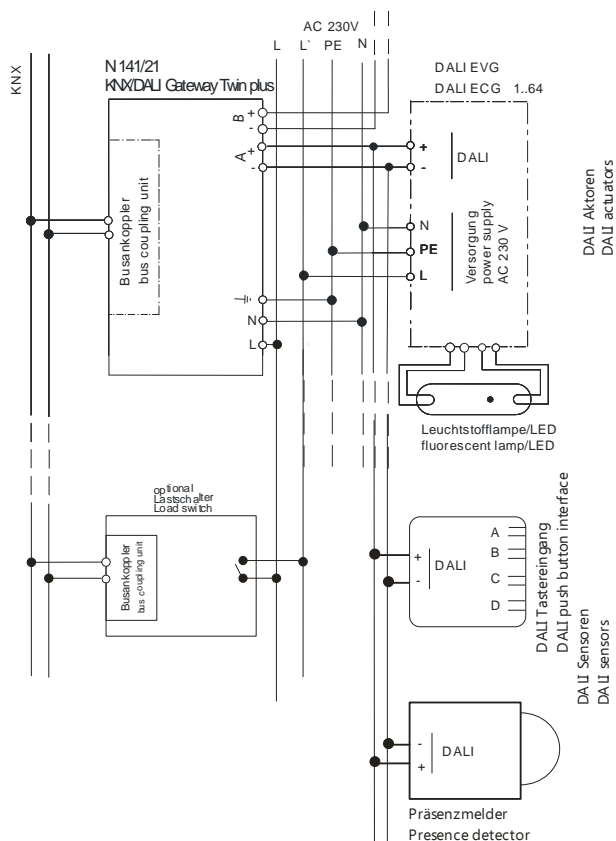 AC 230V
L L` PE N
KNX
N 141/21
KNX/DALI Gateway Twin plus
B + -
A + -
Busankoppler
bus coupling unit
N
L
DALI EVG
DALI ECG 1..64
+
-
DALI
N
PE
L
Versorgung
power supply
AC 230 V
DALI Aktoren
DALI actuators
Leuchtstofflampe/LED
fluorescent lamp/LED
optional
Lastschalter
Load switch
Busankoppler
bus coupling unit
+
-
DALI
A
B
C
D
DALI Tastereingang
DALI push button interface
DALI Sensoren
DALI sensors
-
+
DALI
Präsenzmelder
Presence detector